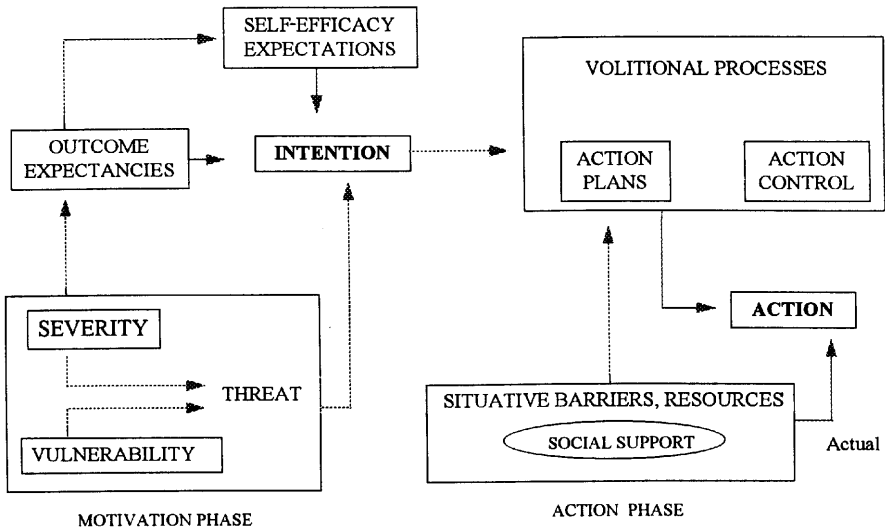 SELF-EFFICACY
EXPECTATIONS
OUTCOME
EXPECTANCIES
INTENTION
VOLITIONAL PROCESSES
ACTION
PLANS
ACTION
CONTROL
SEVERITY
THREAT
VULNERABILITY
ACTION
SITUATIVE BARRIERS, RESOURCES
SOCIAL SUPPORT
Actual
MOTIVATION PHASE
ACTION PHASE